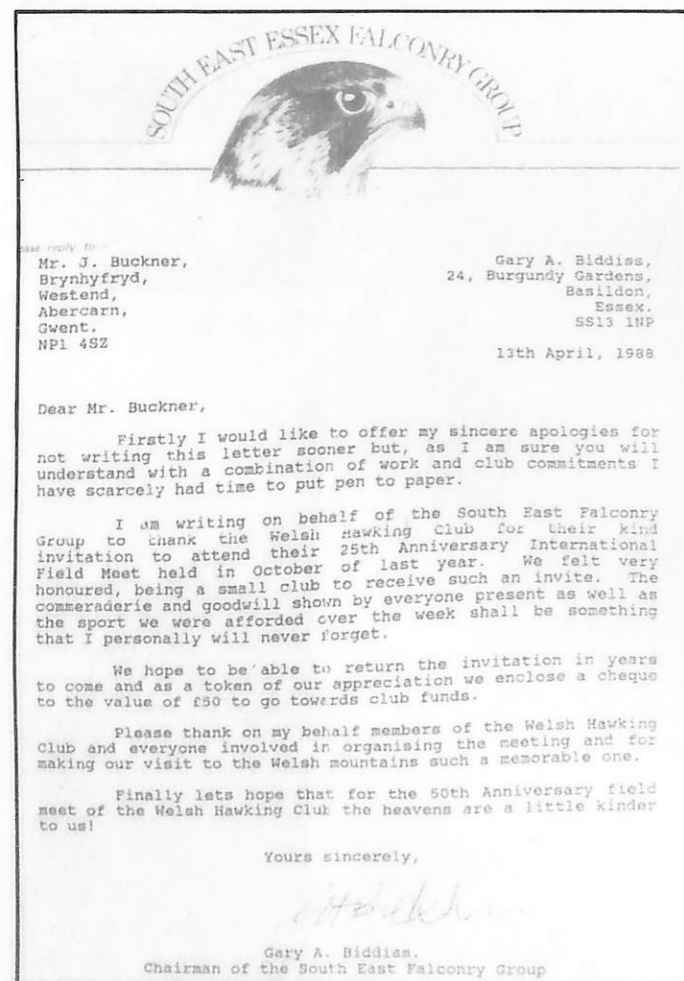 SOUTH EAST ESSEX FALCONRY GROUP
ease reply to -
Mr. J. Buckner,
Brynhyfryd,
Westend,
Abercarn,
Gwent.
NP1 4SZ
Gary A. Biddiss,
24, Burgundy Gardens,
Basildon,
Essex.
SS13 1NP
13th April, 1988
Dear Mr. Buckner,
Firstly I would like to offer my sincere apologies for
not writing this letter sooner but, as I am sure you will
understand with a combination of work and club commitments I
have scarcely had time to put pen to paper.
I am writing on behalf of the South East Falconry
Group to thank the Welsh Hawking Club for their kind
invitation to attend their 25th Anniversary International
Field Meet held in October of last year. We felt very
honoured, being a small club to receive such an invite. The
commeraderie and goodwill shown by everyone present as well as
the sport we were afforded over the week shall be something
that I personally will never forget.
We hope to be able to return the invitation in years
to come and as a token of our appreciation we enclose a cheque
to the value of £50 to go towards club funds.
Please thank on my behalf members of the Welsh Hawking
Club and everyone involved in organising the meeting and for
making our visit to the Welsh mountains such a memorable one.
Finally lets hope that for the 50th Anniversary field
meet of the Welsh Hawking Club the heavens are a little kinder
to us!
Yours sincerely,
Gary A. Biddiss.
Chairman of the South East Falconry Group